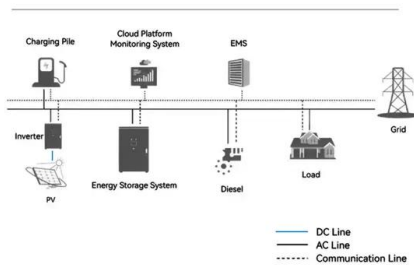 Charging Pile
Cloud Platform
Monitoring System
EMS
Grid
Inverter
PV
Energy Storage System
Diesel
Load
DC Line
AC Line
Communication Line